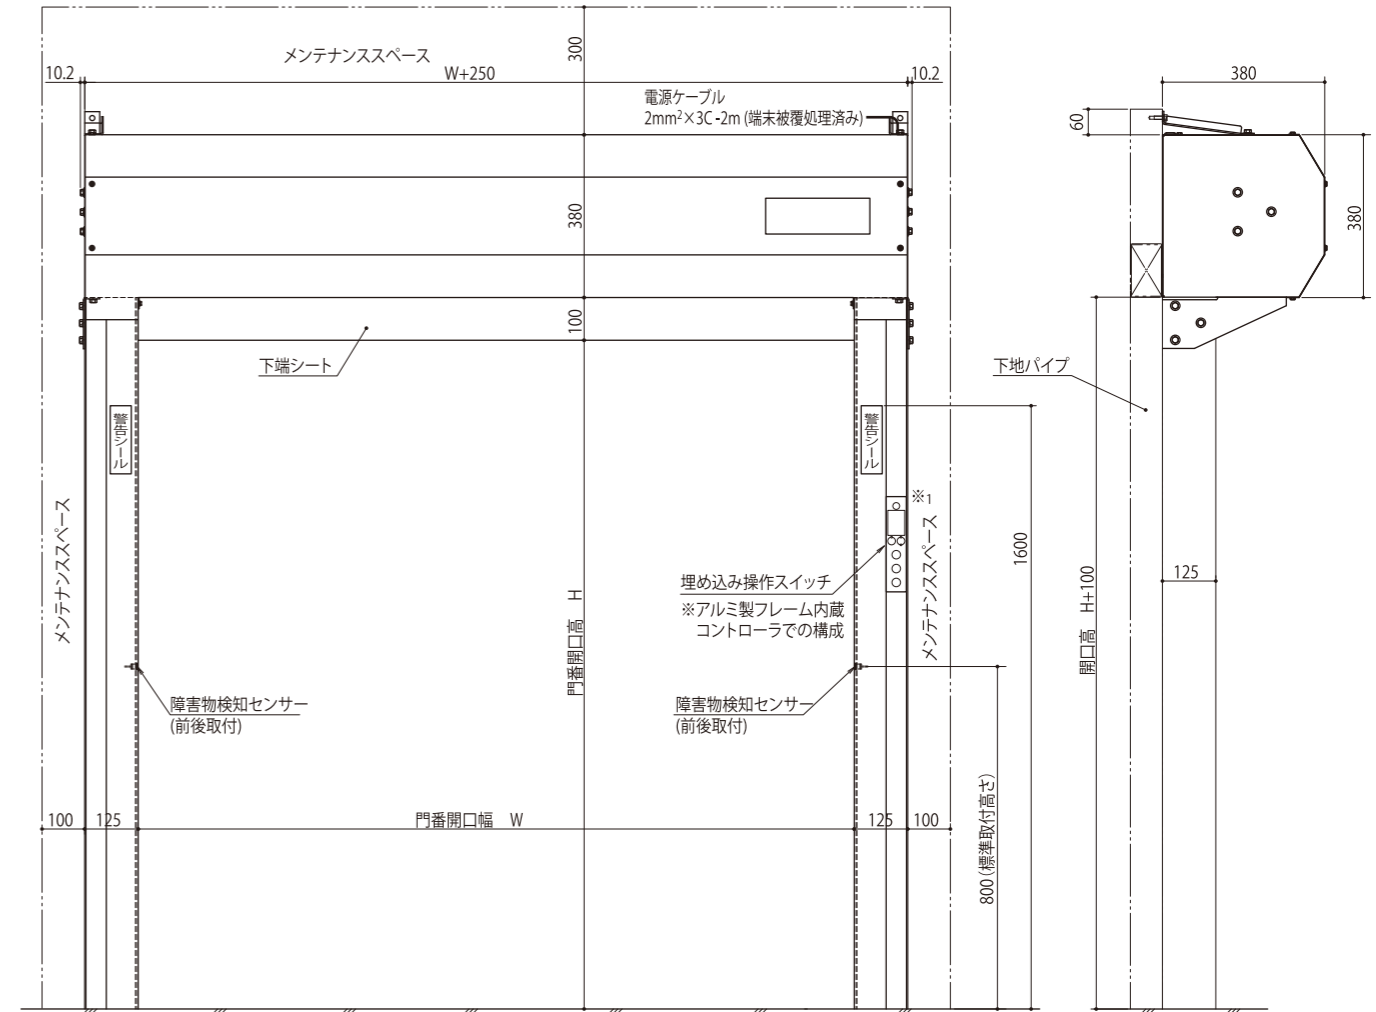 300
メンテナンススペース
10.2
W+250
10.2
380
電源ケーブル
2mm²×3C-2m (端末被覆処理済み)
60
380
380
100
下端シート
下地パイプ
警告シール
警告シール
メンテナンススペース
※1
メンテナンススペース
1600
埋め込み操作スイッチ
※アルミ製フレーム内蔵
コントローラでの構成
門番開口高 H
開口高 H+100
125
障害物検知センサー
(前後取付)
障害物検知センサー
(前後取付)
800 (標準取付高さ)
100
125
門番開口幅 W
125
100